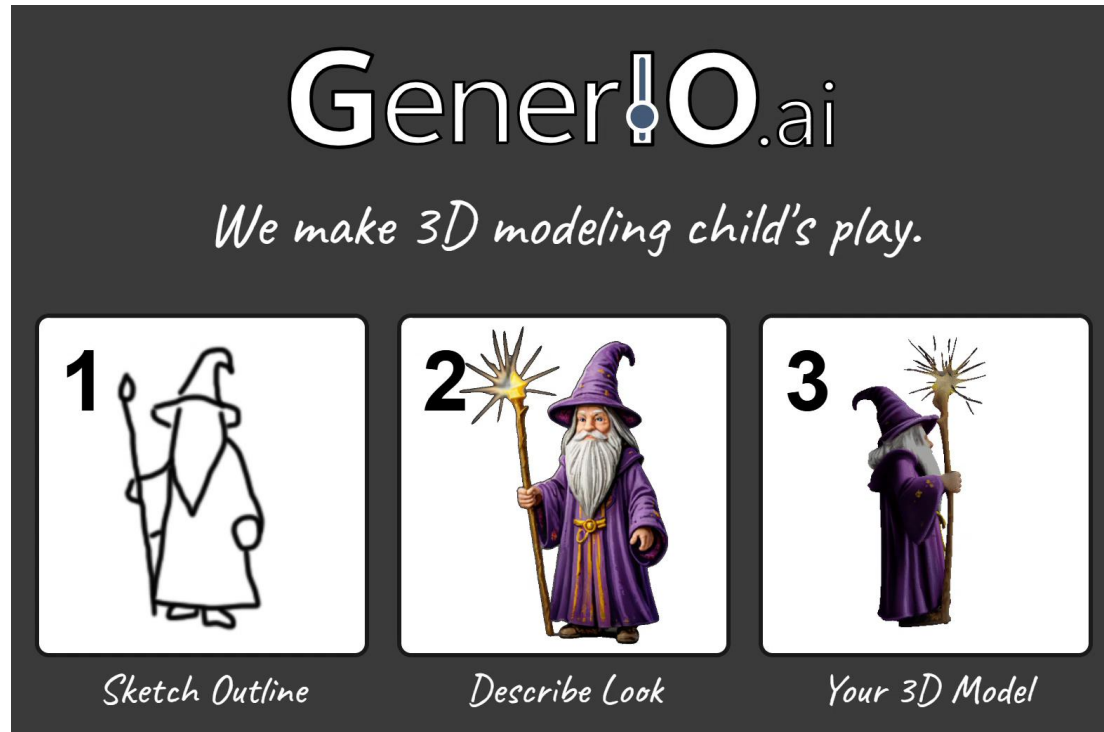 GenerIO.ai
We make 3D modeling child's play.
1 2 3
Sketch Outline Describe Look Your 3D Model